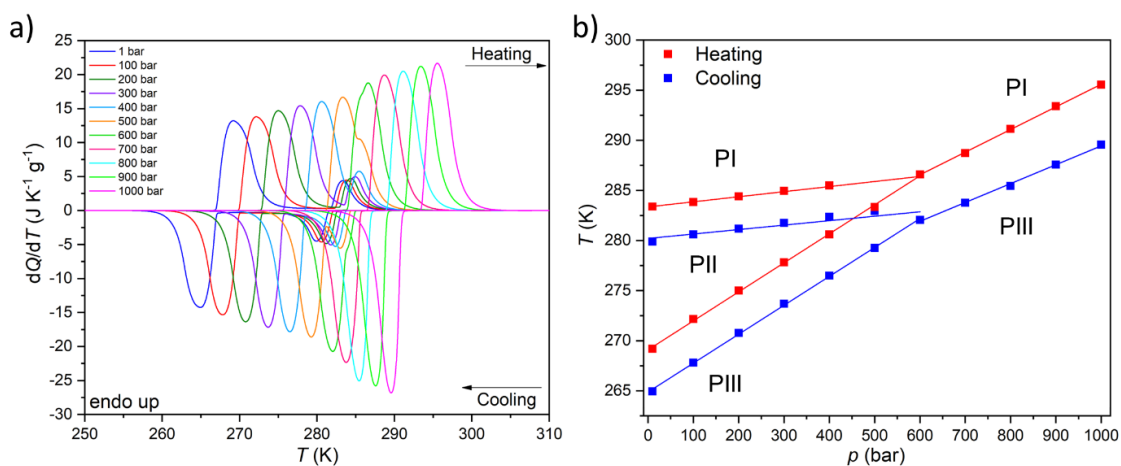 a)
25
20
15
10
5
0
-5
-10
-15
-20
-25
-30
dQ/dT (J K⁻¹ g⁻¹)
1 bar
100 bar
200 bar
300 bar
400 bar
500 bar
600 bar
700 bar
800 bar
900 bar
1000 bar
Heating
Cooling
endo up
250 260 270 280 290 300 310
T (K)
b)
300
295
290
285
280
275
270
265
T (K)
Heating
Cooling
PI
PI
PII
PIII
PIII
0 100 200 300 400 500 600 700 800 900 1000
p (bar)